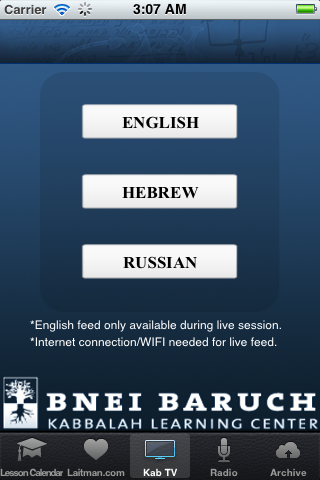 Carrier 3:07 AM
ENGLISH
HEBREW
RUSSIAN
*English feed only available during live session.
*Internet connection/WIFI needed for live feed.
BNEI BARUCH
KABBALAH LEARNING CENTER
Lesson Calendar Laitman.com Kab TV Radio Archive